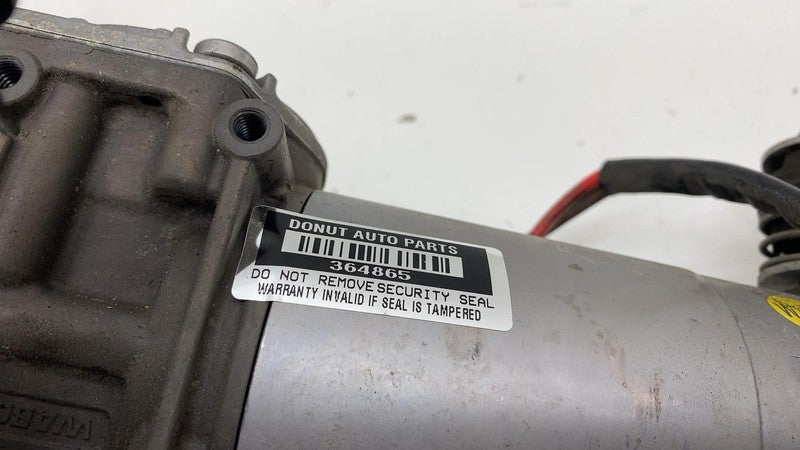 DONUT AUTO PARTS
364865
DO NOT REMOVE SECURITY SEAL
WARRANTY INVALID IF SEAL IS TAMPERED